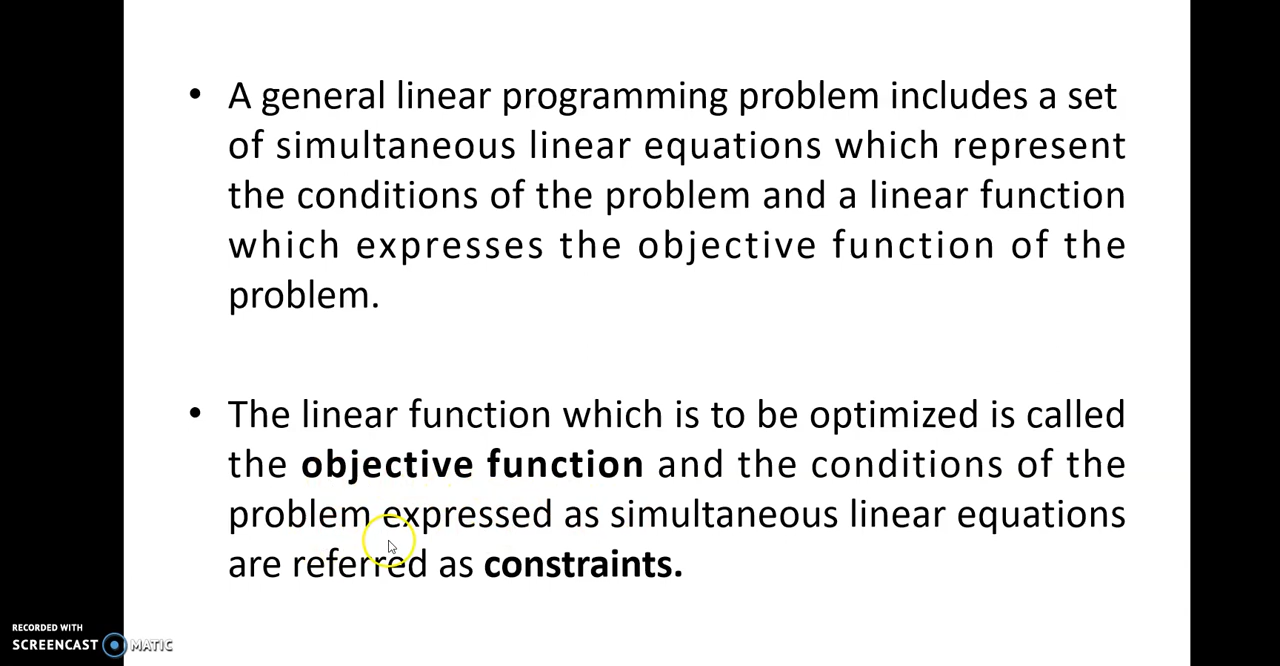 • A general linear programming problem includes a set
of simultaneous linear equations which represent
the conditions of the problem and a linear function
which expresses the objective function of the
problem.
• The linear function which is to be optimized is called
the objective function and the conditions of the
problem expressed as simultaneous linear equations
are referred as constraints.
RECORDED WITH
SCREENCAST MATIC